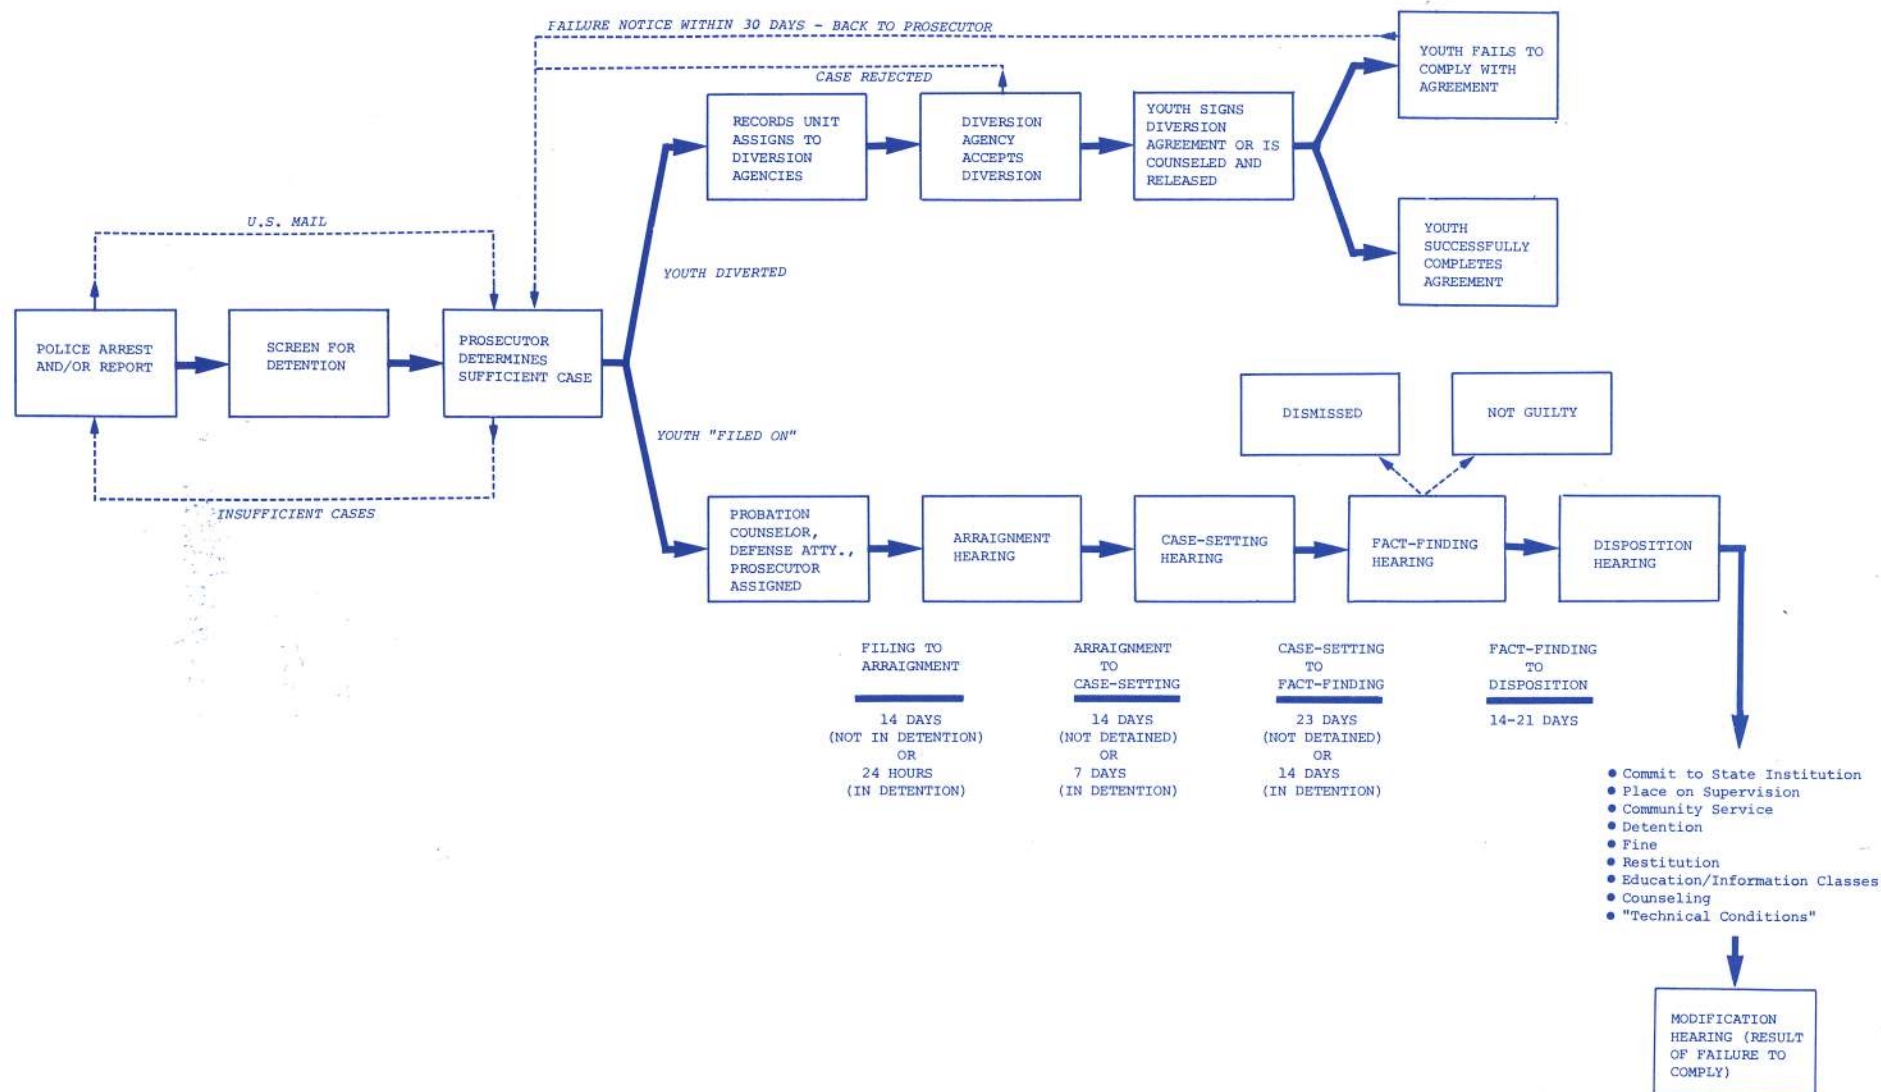 FAILURE NOTICE WITHIN 30 DAYS - BACK TO PROSECUTOR
CASE REJECTED
YOUTH FAILS TO
COMPLY WITH
AGREEMENT
RECORDS UNIT
ASSIGNS TO
DIVERSION
AGENCIES
DIVERSION
AGENCY
ACCEPTS
DIVERSION
YOUTH SIGNS
DIVERSION
AGREEMENT OR IS
COUNSELED AND
RELEASED
YOUTH
SUCCESSFULLY
COMPLETES
AGREEMENT
U.S. MAIL
YOUTH DIVERTED
POLICE ARREST
AND/OR REPORT
SCREEN FOR
DETENTION
PROSECUTOR
DETERMINES
SUFFICIENT CASE
YOUTH "FILED ON"
INSUFFICIENT CASES
DISMISSED
NOT GUILTY
PROBATION
COUNSELOR,
DEFENSE ATTY.,
PROSECUTOR
ASSIGNED
ARRAIGNMENT
HEARING
CASE-SETTING
HEARING
FACT-FINDING
HEARING
DISPOSITION
HEARING
FILING TO
ARRAIGNMENT
14 DAYS
(NOT IN DETENTION)
OR
24 HOURS
(IN DETENTION)
ARRAIGNMENT
TO
CASE-SETTING
14 DAYS
(NOT DETAINED)
OR
7 DAYS
(IN DETENTION)
CASE-SETTING
TO
FACT-FINDING
23 DAYS
(NOT DETAINED)
OR
14 DAYS
(IN DETENTION)
FACT-FINDING
TO
DISPOSITION
14-21 DAYS
● Commit to State Institution
● Place on Supervision
● Community Service
● Detention
● Fine
● Restitution
● Education/Information Classes
● Counseling
● "Technical Conditions"
MODIFICATION
HEARING (RESULT
OF FAILURE TO
COMPLY)